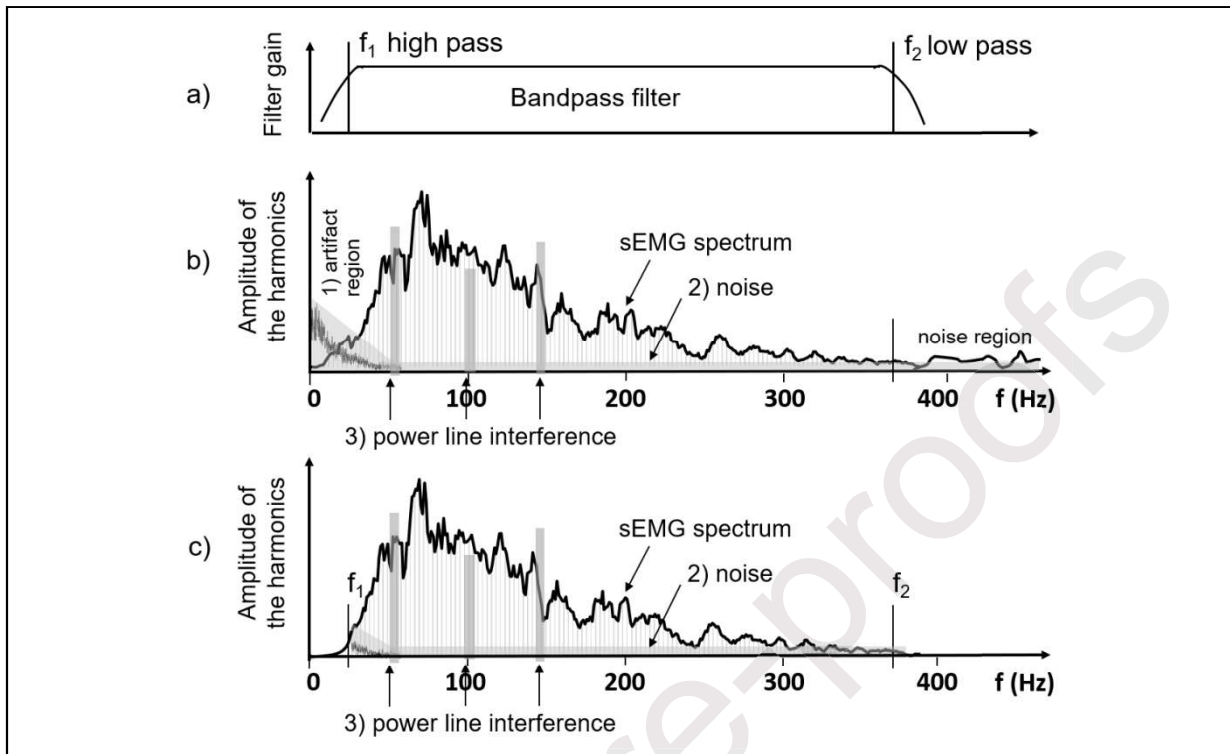 f₁ high pass
f₂ low pass
a)
Filter gain
Bandpass filter
b)
Amplitude of
the harmonics
1) artifact
region
sEMG spectrum
2) noise
noise region
0 100 200 300 400 f (Hz)
3) power line interference
c)
Amplitude of
the harmonics
f₁
sEMG spectrum
2) noise
f₂
0 100 200 300 400 f (Hz)
3) power line interference
e-proofs